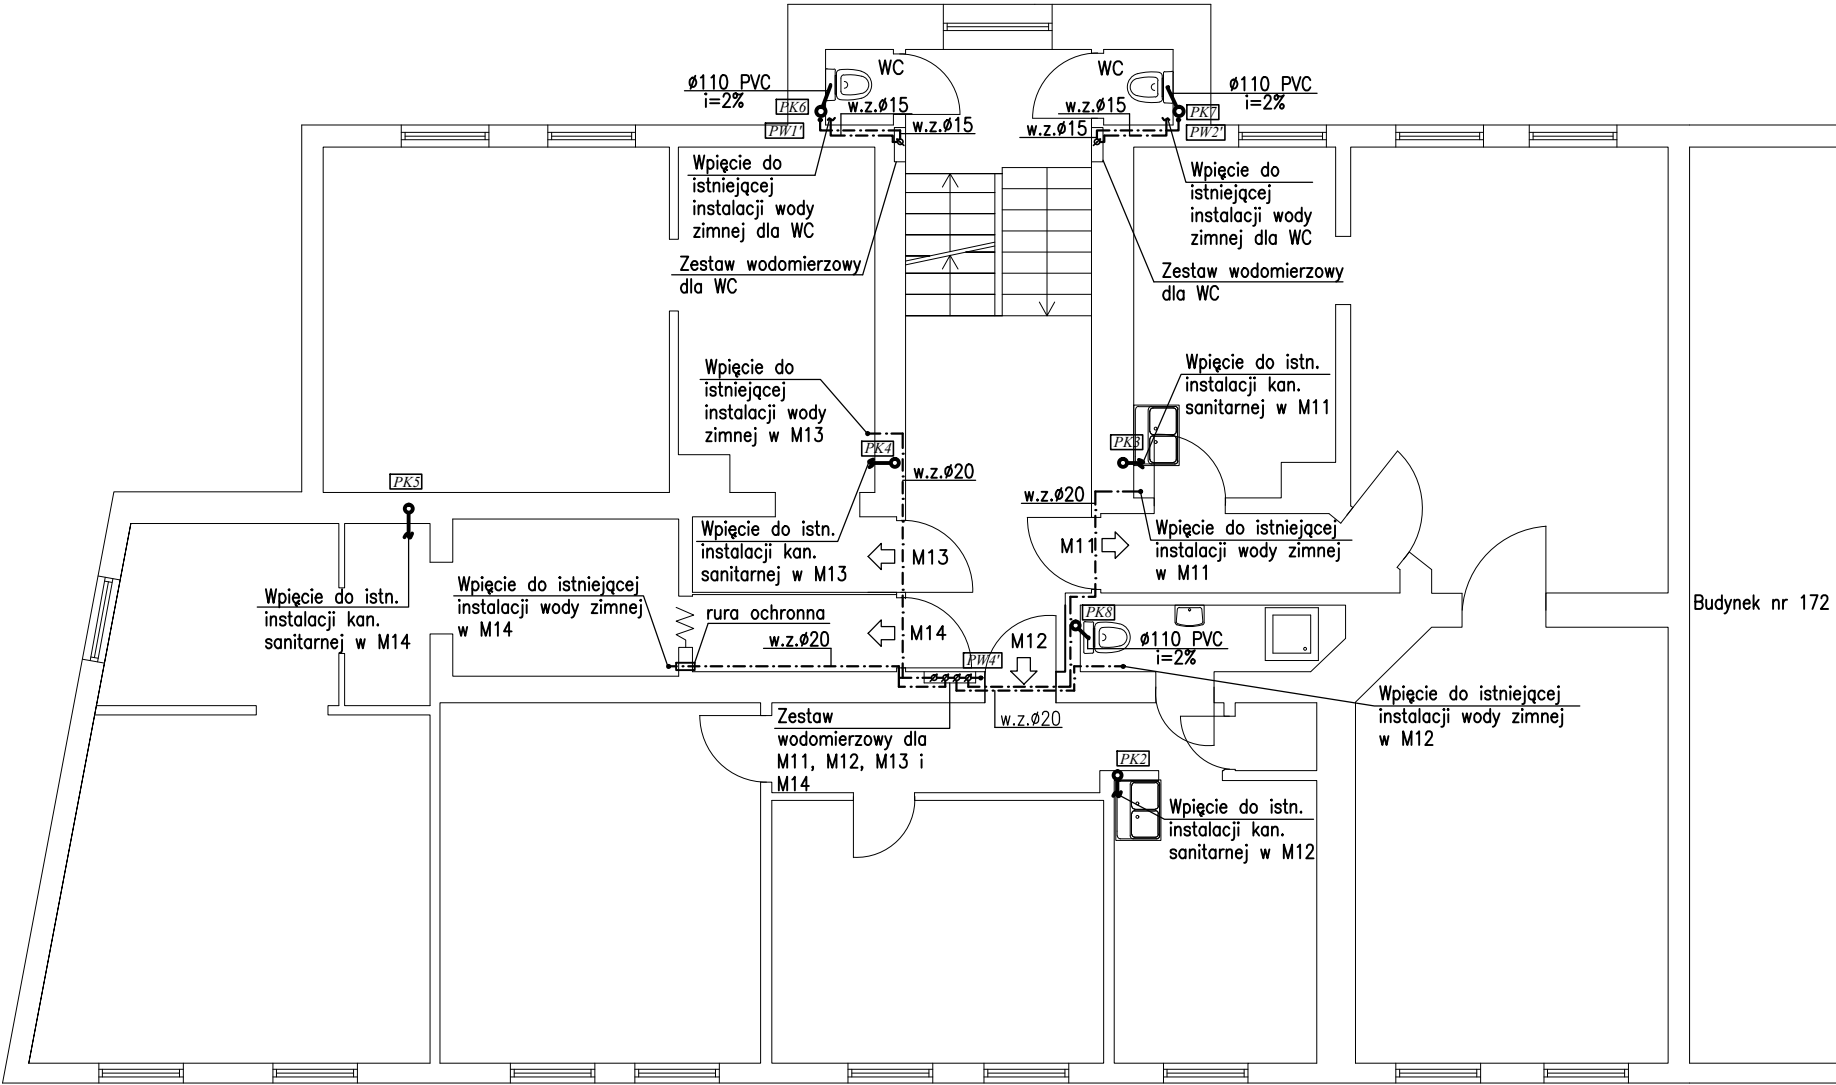 WC
WC
ø110 PVC
i=2%
PK6
PW1'
w.z.ø15
w.z.ø15
w.z.ø15
w.z.ø15
ø110 PVC
i=2%
PK7
PW2'
Wpięcie do
istniejącej
instalacji wody
zimnej dla WC
Wpięcie do
istniejącej
instalacji wody
zimnej dla WC
Zestaw wodomierzowy
dla WC
Zestaw wodomierzowy
dla WC
Wpięcie do
istniejącej
instalacji wody
zimnej w M13
Wpięcie do istn.
instalacji kan.
sanitarnej w M11
PK4
PK3
w.z.ø20
w.z.ø20
PK5
Wpięcie do istn.
instalacji kan.
sanitarnej w M13
M13
M11
Wpięcie do istniejącej
instalacji wody zimnej
w M11
Wpięcie do istn.
instalacji kan.
sanitarnej w M14
Wpięcie do istniejącej
instalacji wody zimnej
w M14
rura ochronna
w.z.ø20
M14
M12
PK8
ø110 PVC
i=2%
Budynek nr 172
PW4'
Zestaw
wodomierzowy dla
M11, M12, M13 i
M14
w.z.ø20
Wpięcie do istniejącej
instalacji wody zimnej
w M12
PK2
Wpięcie do istn.
instalacji kan.
sanitarnej w M12